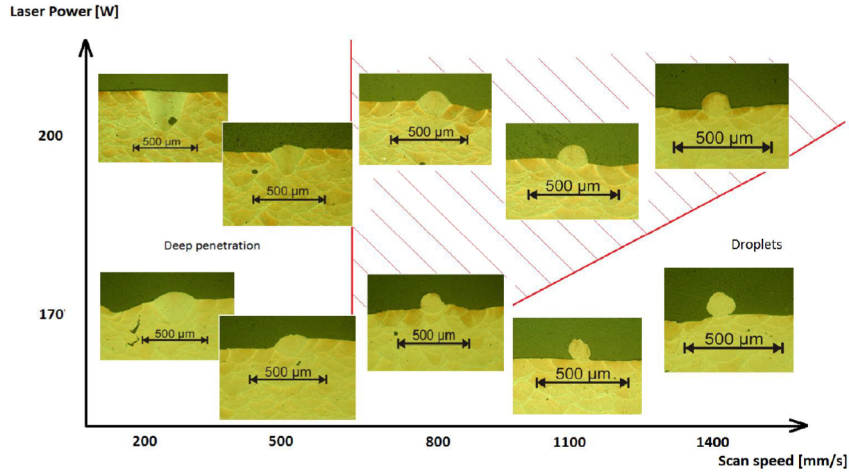 Laser Power [W]
200
500 µm
500 µm
500 µm
500 µm
500 µm
Deep penetration
Droplets
170
500 µm
500 µm
500 µm
500 µm
500 µm
200
500
800
1100
1400
Scan speed [mm/s]